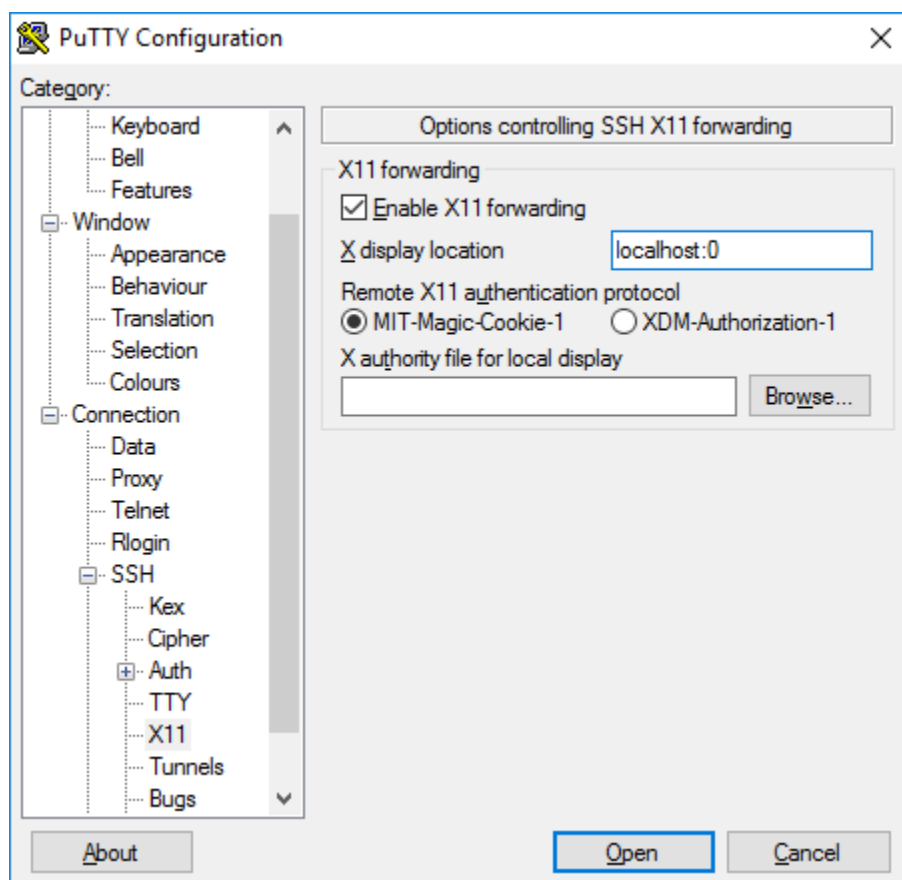 PuTTY Configuration
Category:
Keyboard
Bell
Features
Window
Appearance
Behaviour
Translation
Selection
Colours
Connection
Data
Proxy
Telnet
Rlogin
SSH
Kex
Cipher
Auth
TTY
X11
Tunnels
Bugs
Options controlling SSH X11 forwarding
X11 forwarding
Enable X11 forwarding
X display location localhost:0
Remote X11 authentication protocol
MIT-Magic-Cookie-1 XDM-Authorization-1
X authority file for local display
Browse...
About Open Cancel